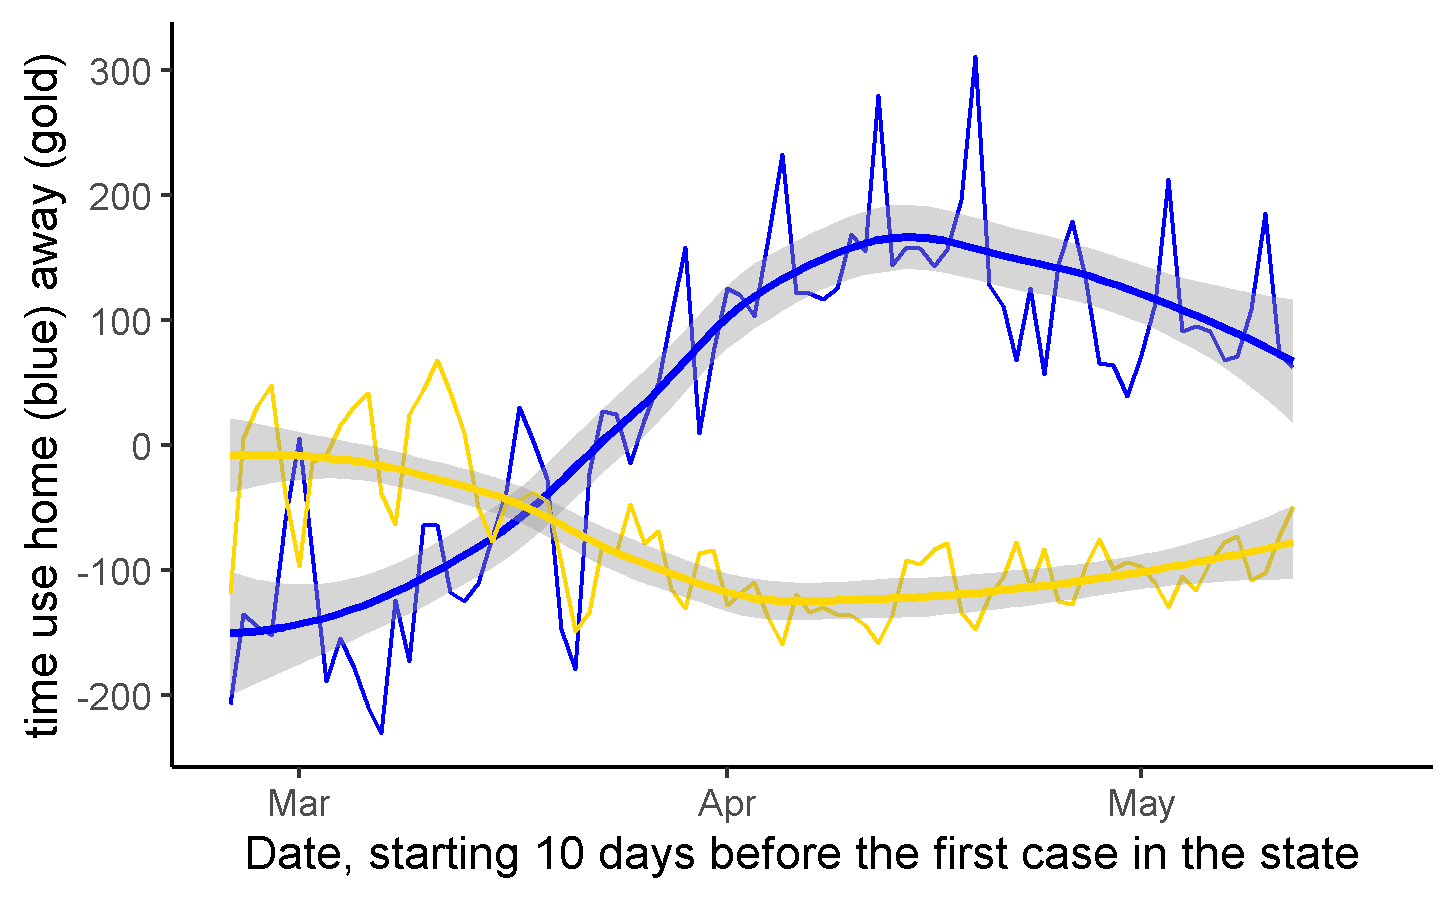 time use home (blue) away (gold)
300
200
100
0
-100
-200
Mar Apr May
Date, starting 10 days before the first case in the state